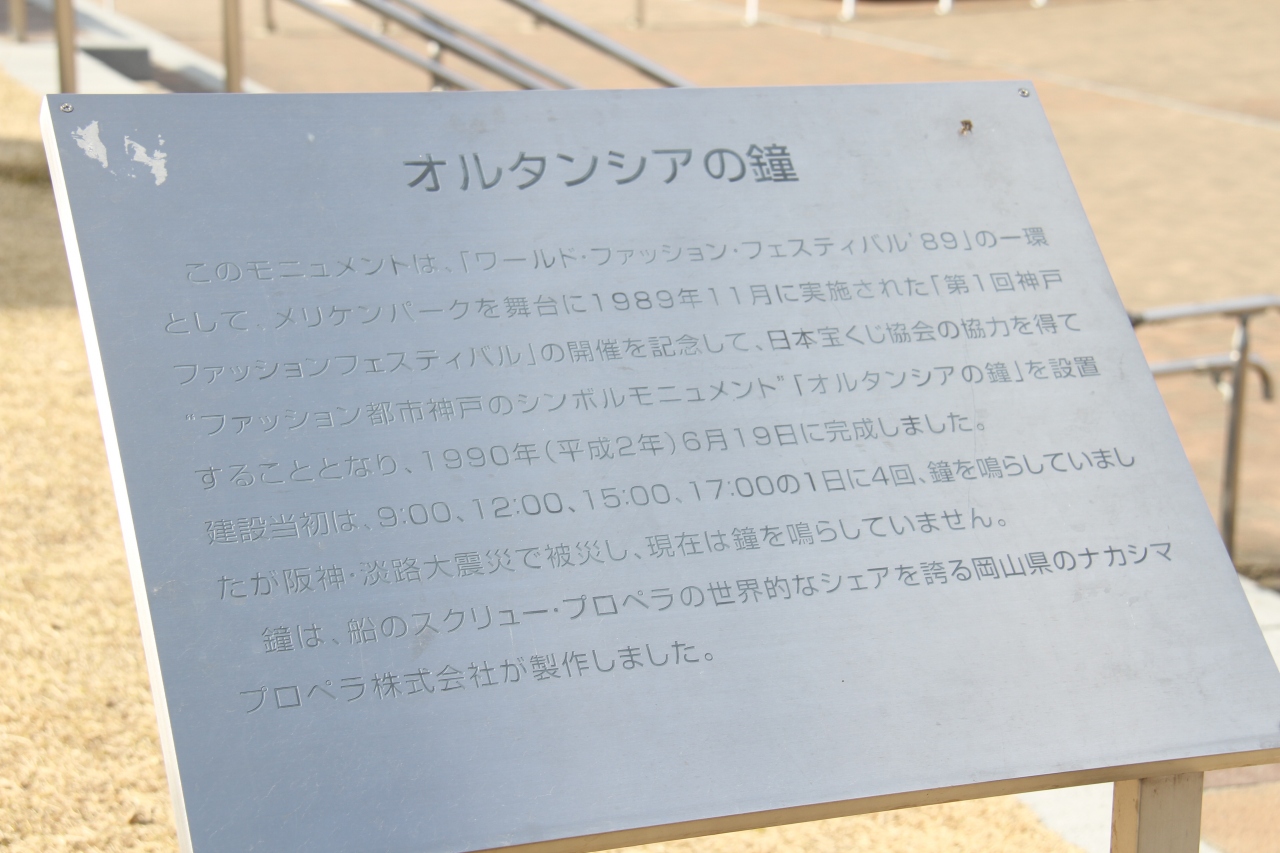 オルタンシアの鐘
このモニュメントは、「ワールド・ファッション・フェスティバル'89」の一環
として、メリケンパークを舞台に1989年11月に実施された「第1回神戸
ファッションフェスティバル」の開催を記念して、日本宝くじ協会の協力を得て
“ファッション都市神戸のシンボルモニュメント”「オルタンシアの鐘」を設置
することとなり、1990年(平成2年)6月19日に完成しました。
建設当初は、9:00、12:00、15:00、17:00の1日に4回、鐘を鳴らしていまし
たが阪神・淡路大震災で被災し、現在は鐘を鳴らしていません。
鐘は、船のスクリュー・プロペラの世界的なシェアを誇る岡山県のナカシマ
プロペラ株式会社が製作しました。